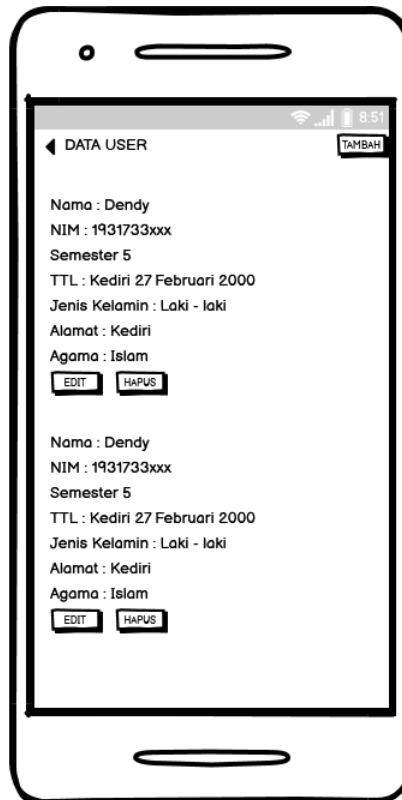 8:51
DATA USER
TAMBAH
Nama : Dendy
NIM : 1931733xxx
Semester 5
TTL : Kediri 27 Februari 2000
Jenis Kelamin : Laki - laki
Alamat : Kediri
Agama : Islam
EDIT HAPUS
Nama : Dendy
NIM : 1931733xxx
Semester 5
TTL : Kediri 27 Februari 2000
Jenis Kelamin : Laki - laki
Alamat : Kediri
Agama : Islam
EDIT HAPUS